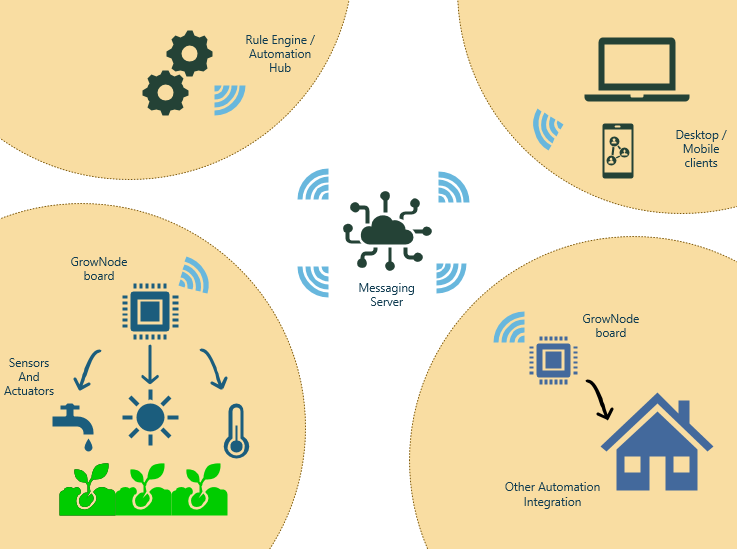 Rule Engine /
Automation
Hub
Desktop /
Mobile
clients
Messaging
Server
GrowNode
board
Sensors
And
Actuators
GrowNode
board
Other Automation
Integration